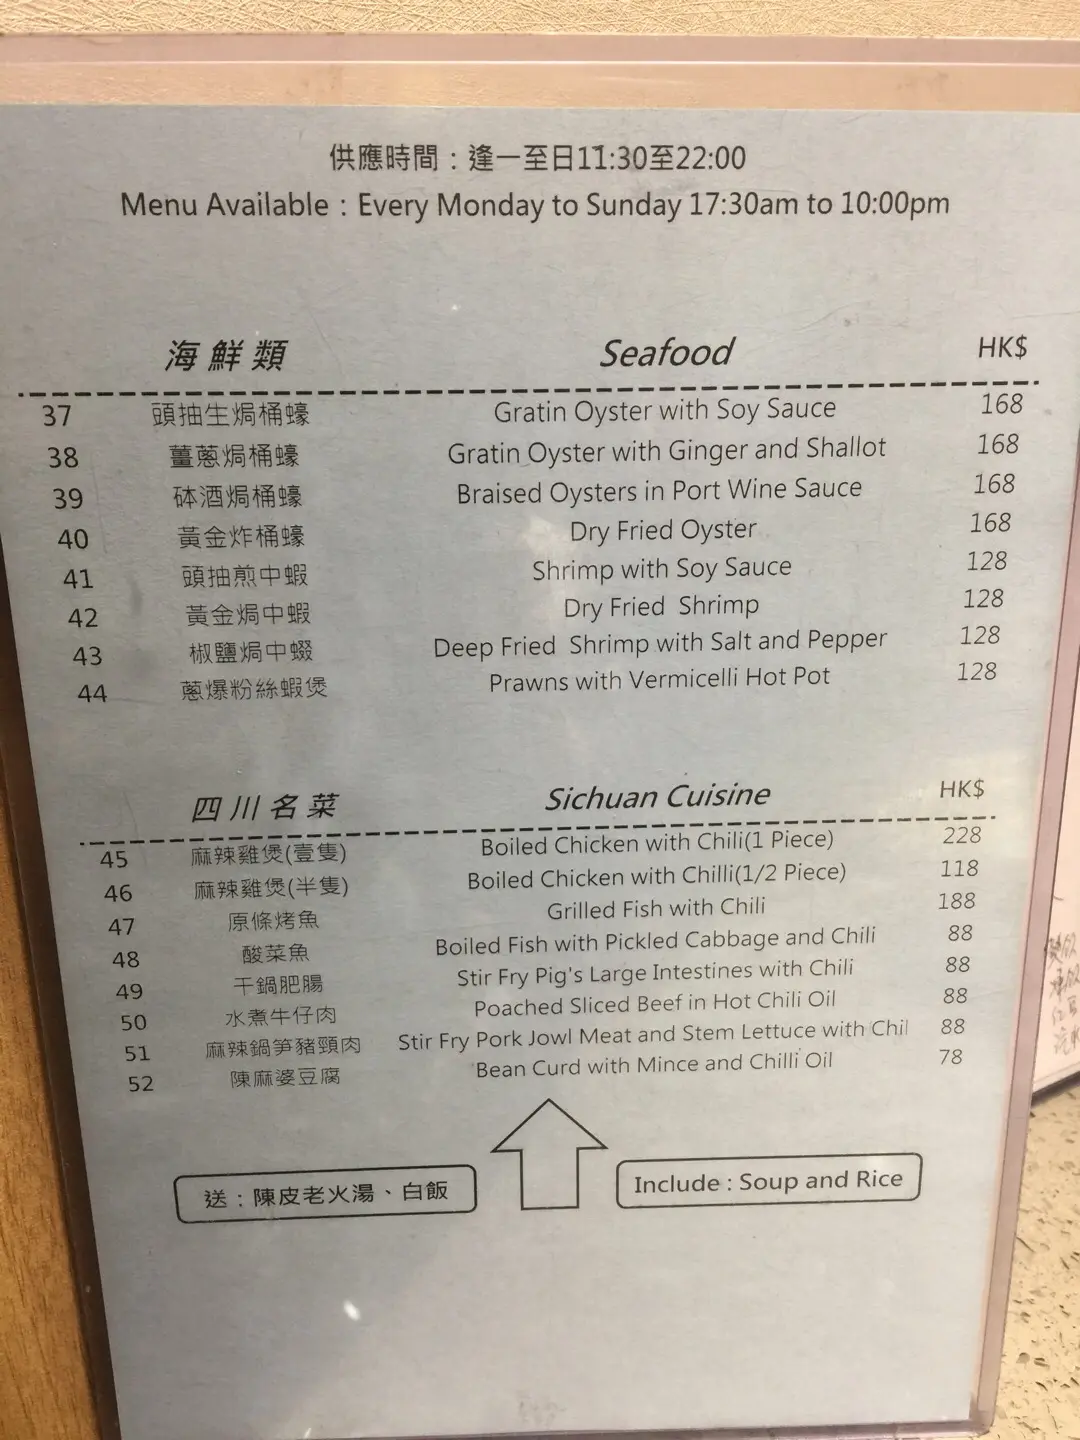 供應時間：逢一至日11:30至22:00
Menu Available : Every Monday to Sunday 17:30am to 10:00pm
海鮮類 Seafood HK$
37 頭抽生焗桶蠔 Gratin Oyster with Soy Sauce 168
38 薑蔥焗桶蠔 Gratin Oyster with Ginger and Shallot 168
39 砵酒焗桶蠔 Braised Oysters in Port Wine Sauce 168
40 黃金炸桶蠔 Dry Fried Oyster 168
41 頭抽煎中蝦 Shrimp with Soy Sauce 128
42 黃金焗中蝦 Dry Fried Shrimp 128
43 椒鹽焗中蝦 Deep Fried Shrimp with Salt and Pepper 128
44 蔥爆粉絲蝦煲 Prawns with Vermicelli Hot Pot 128
四川名菜 Sichuan Cuisine HK$
45 麻辣雞煲(壹隻) Boiled Chicken with Chili(1 Piece) 228
46 麻辣雞煲(半隻) Boiled Chicken with Chilli(1/2 Piece) 118
47 原條烤魚 Grilled Fish with Chili 188
48 酸菜魚 Boiled Fish with Pickled Cabbage and Chili 88
49 干鍋肥腸 Stir Fry Pig's Large Intestines with Chili 88
50 水煮牛仔肉 Poached Sliced Beef in Hot Chili Oil 88
51 麻辣鍋笋豬頸肉 Stir Fry Pork Jowl Meat and Stem Lettuce with Chil 88
52 陳麻婆豆腐 Bean Curd with Mince and Chilli Oil 78
送：陳皮老火湯、白飯 Include : Soup and Rice